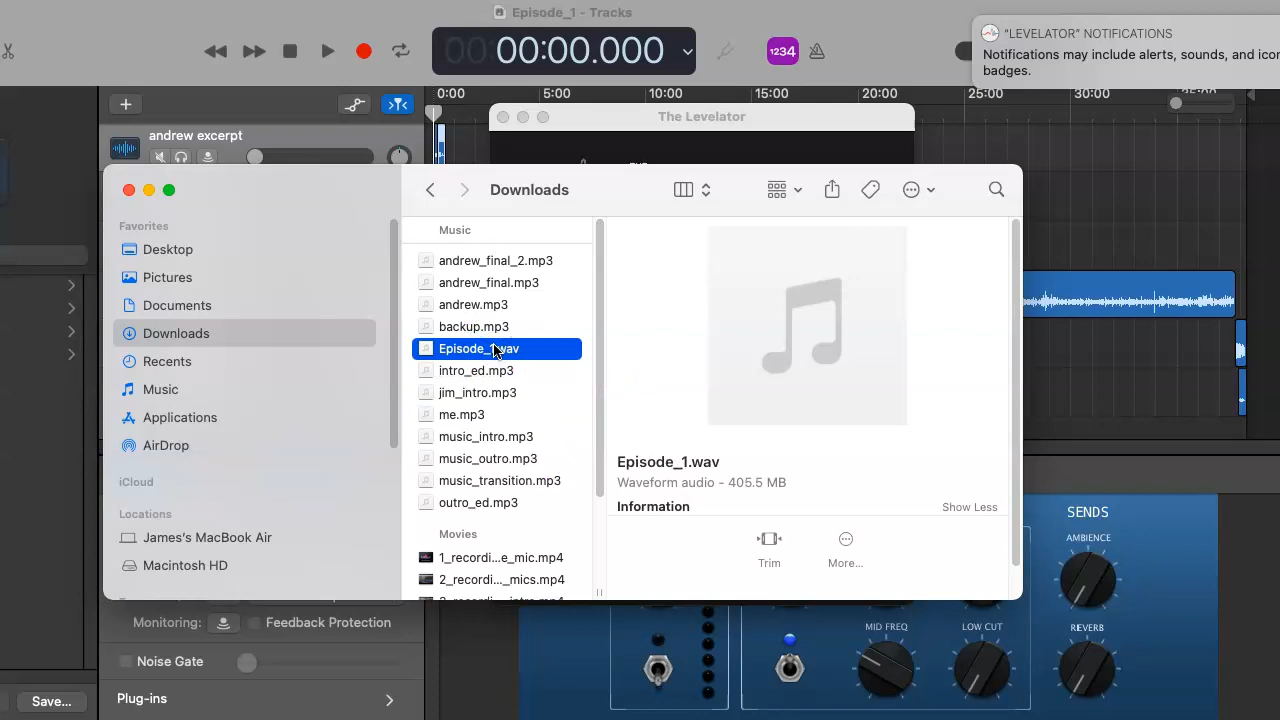 Episode_1 - Tracks
00:00.000
1234
"LEVELATOR" NOTIFICATIONS
Notifications may include alerts, sounds, and icon
badges.
0:00 5:00 10:00 15:00 20:00 25:00 30:00 35:00
andrew excerpt
The Levelator
Downloads
Favorites
Desktop
Pictures
Documents
Downloads
Recents
Music
Applications
AirDrop
iCloud
Locations
James's MacBook Air
Macintosh HD
Music
andrew_final_2.mp3
andrew_final.mp3
andrew.mp3
backup.mp3
Episode_1.wav
intro_ed.mp3
jim_intro.mp3
me.mp3
music_intro.mp3
music_outro.mp3
music_transition.mp3
outro_ed.mp3
Movies
1_recordi...e_mic.mp4
2_recordi..._mics.mp4
Episode_1.wav
Waveform audio - 405.5 MB
Information Show Less
Trim More...
SENDS
AMBIENCE
MID FREQ LOW CUT REVERB
Monitoring: Feedback Protection
Noise Gate
Plug-ins
Save...